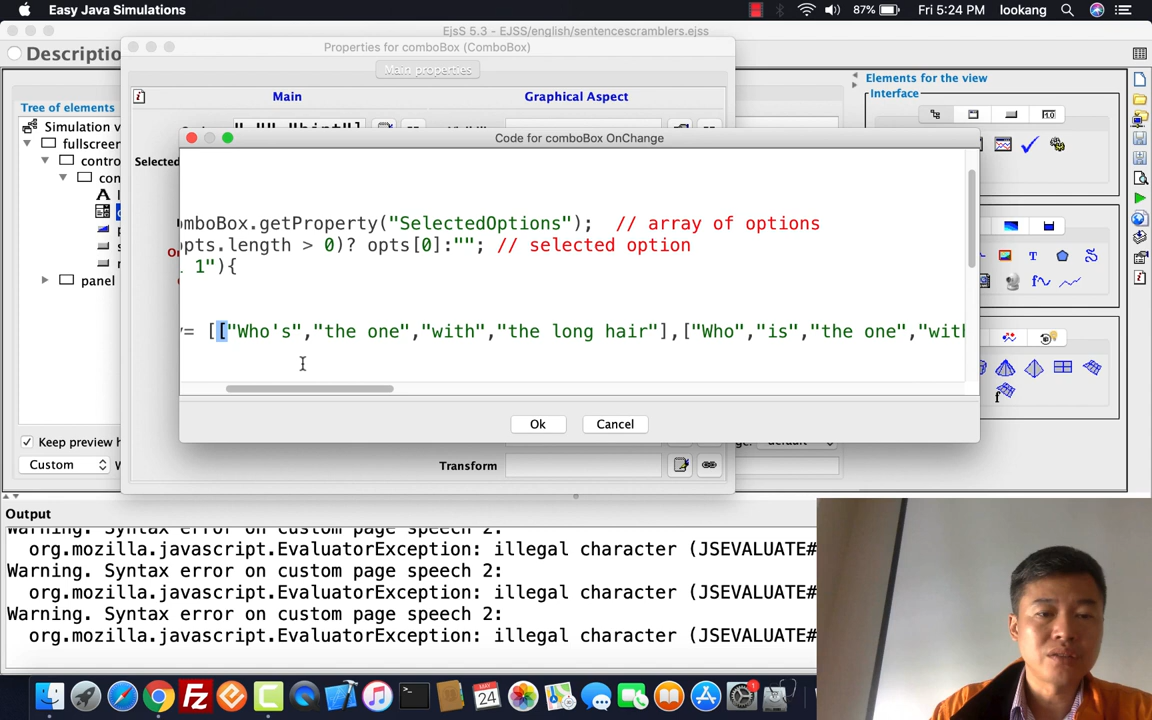 Easy Java Simulations
87%
Fri 5:24 PM
lookang
EjsS 5.3 - EJSS/english/sentencescramblers.ejss
Descriptio
Properties for comboBox (ComboBox)
Main properties
Elements for the view
Interface
Tree of elements
Main
Graphical Aspect
Simulation v
fullscreen
contro
con
Selected
Code for comboBox OnChange
mboBox.getProperty("SelectedOptions"); // array of options
opts.length > 0)? opts[0]:""; // selected option
1"){
= [["Who's","the one","with","the long hair"],["Who","is","the one","with
panel
Ok
Cancel
Keep preview h
Custom
Transform
Output
Warning. Syntax error on custom page speech 2:
org.mozilla.javascript.EvaluatorException: illegal character (JSEVALUATE#
Warning. Syntax error on custom page speech 2:
org.mozilla.javascript.EvaluatorException: illegal character (JSEVALUATE#
Warning. Syntax error on custom page speech 2:
org.mozilla.javascript.EvaluatorException: illegal character (JSEVALUATE#